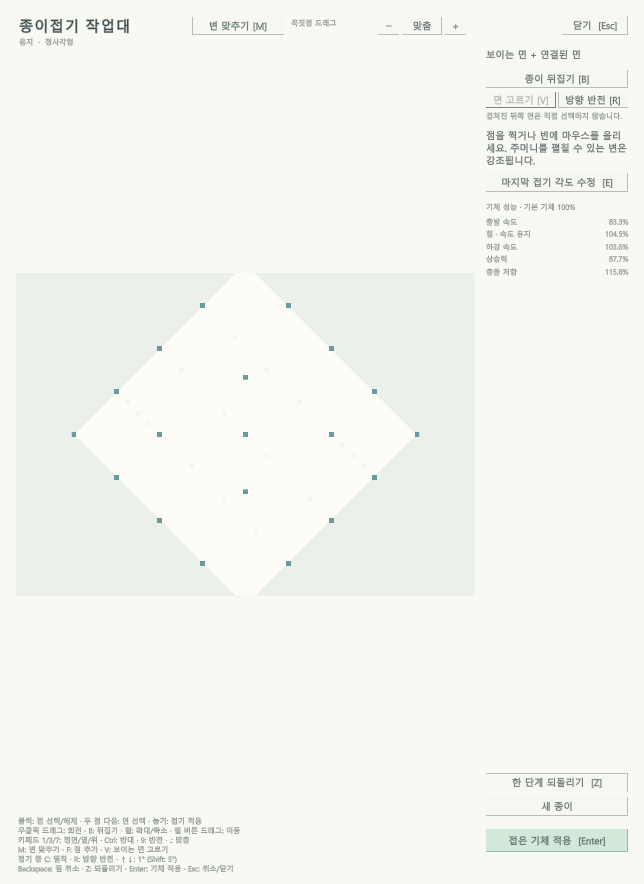 종이접기 작업대
변 맞추기 [M]
꼭짓점 드래그
−
맞춤
+
닫기 [Esc]
용지 · 정사각형
보이는 면 + 연결된 면
종이 뒤집기 [B]
면 고르기 [V]
방향 반전 [R]
겹쳐진 뒤쪽 면은 직접 선택하지 않습니다.
점을 찍거나 변에 마우스를 올리
세요. 주머니를 펼칠 수 있는 변은
강조됩니다.
마지막 접기 각도 수정 [E]
기체 성능 · 기본 기체 100%
출발 속도 83.3%
힘 · 속도 유지 104.5%
하강 속도 103.6%
상승력 87.7%
충돌 저항 115.8%
한 단계 되돌리기 [Z]
새 종이
접은 기체 적용 [Enter]
클릭: 점 선택/해제 · 두 점 다음: 면 선택 · 놓기: 접기 적용
우클릭 드래그: 회전 · B: 뒤집기 · 휠: 확대/축소 · 휠 버튼 드래그: 이동
키패드 1/3/7: 정면/옆/위 · Ctrl: 반대 · 9: 반전 · .: 맞춤
M: 변 맞추기 · F: 점 추가 · V: 보이는 면 고르기
접기 중 C: 밀착 · R: 방향 반전 · ↑ ↓: 1° (Shift: 5°)
Backspace: 점 취소 · Z: 되돌리기 · Enter: 기체 적용 · Esc: 취소/닫기